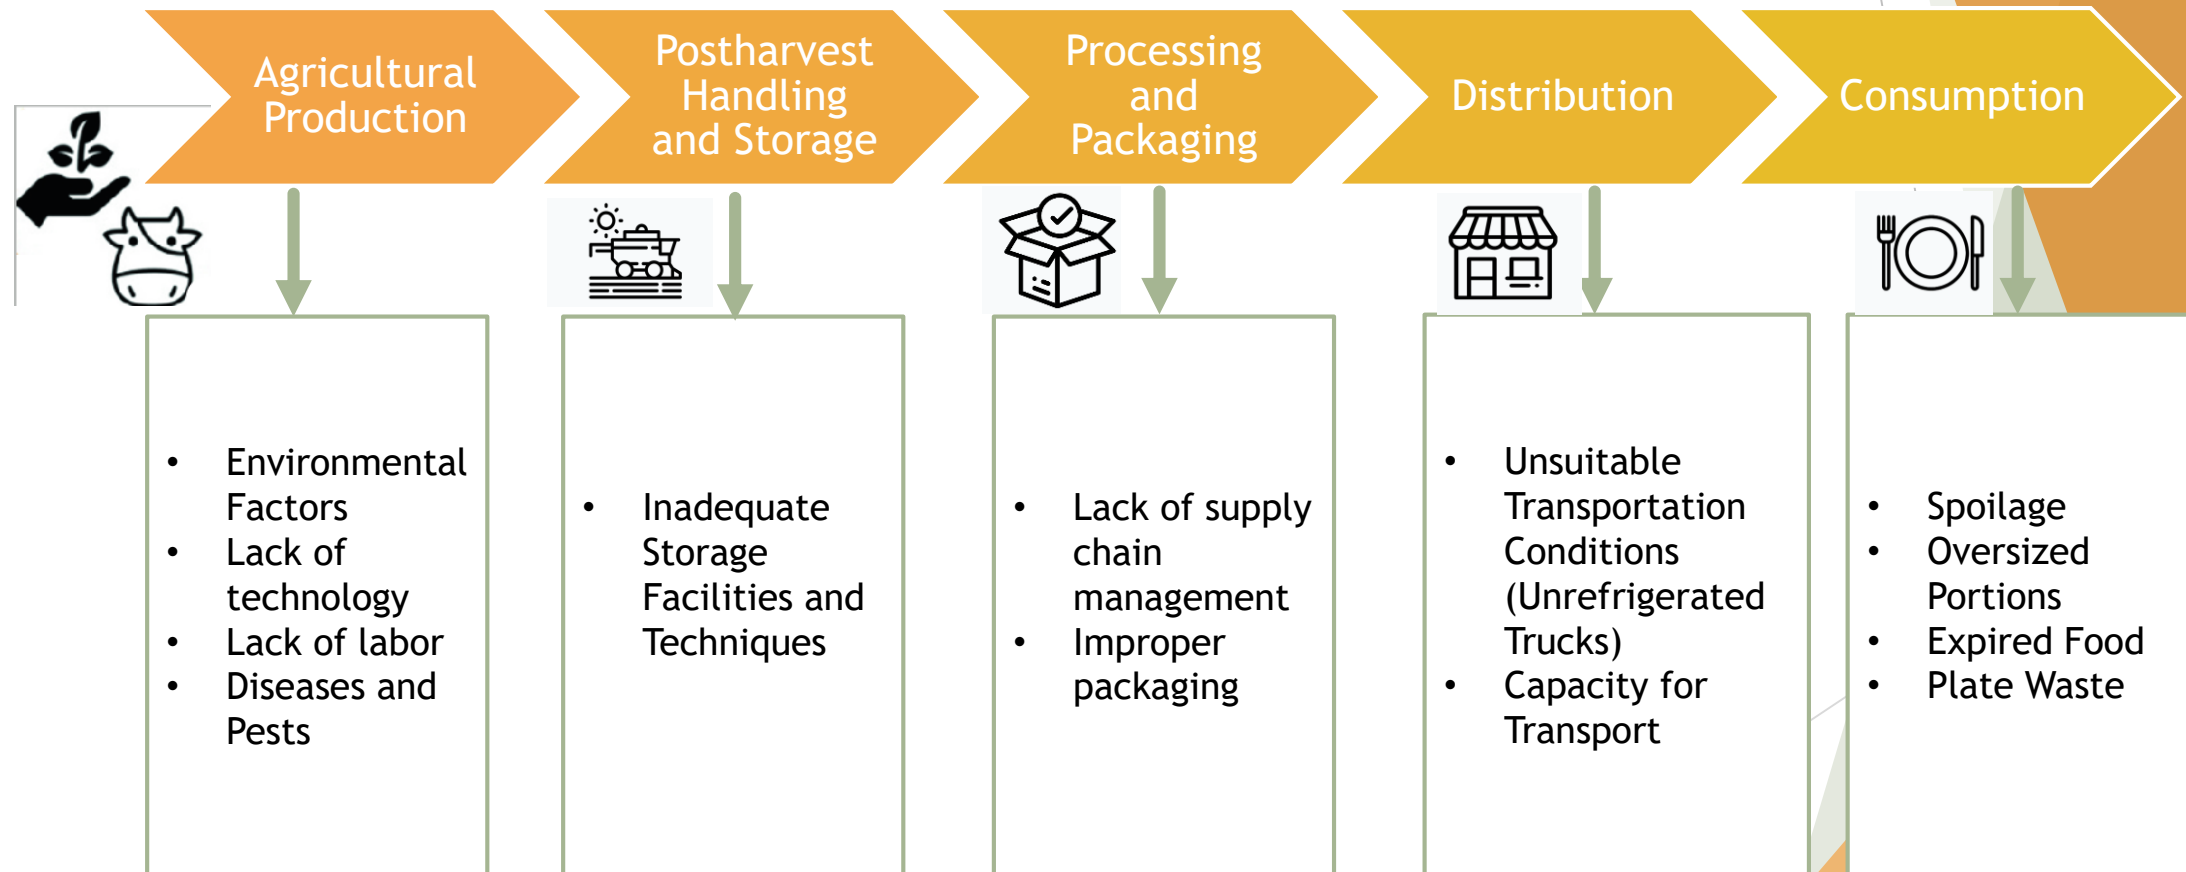 Agricultural
Production
Postharvest
Handling
and Storage
Processing
and
Packaging
Distribution
Consumption
• Environmental
Factors
• Lack of
technology
• Lack of labor
• Diseases and
Pests
• Inadequate
Storage
Facilities and
Techniques
• Lack of supply
chain
management
• Improper
packaging
• Unsuitable
Transportation
Conditions
(Unrefrigerated
Trucks)
• Capacity for
Transport
• Spoilage
• Oversized
Portions
• Expired Food
• Plate Waste